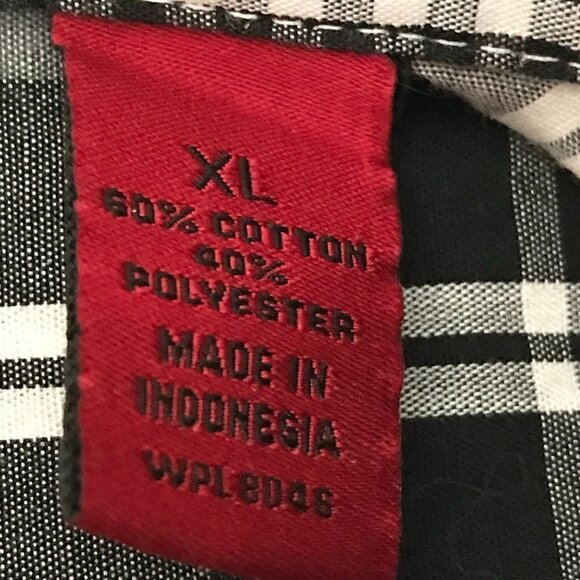 XL
60% COTTON
40%
POLYESTER
MADE IN
INDONESIA
WPL8046